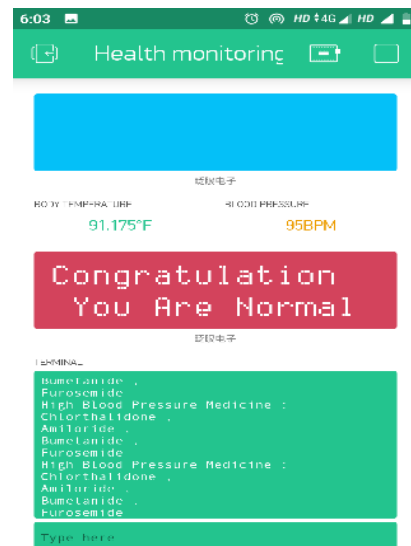 6:03 HD 4G HD
Health monitoring
BODY TEMPERATURE BLOOD PRESSURE
91.175°F 95BPM
Congratulation
You Are Normal
TERMINAL
Bumetanide ,
Furosemide
High Blood Pressure Medicine :
Chlorthalidone ,
Amiloride ,
Bumetanide ,
Furosemide
High Blood Pressure Medicine :
Chlorthalidone ,
Amiloride ,
Bumetanide ,
Furosemide
Type here